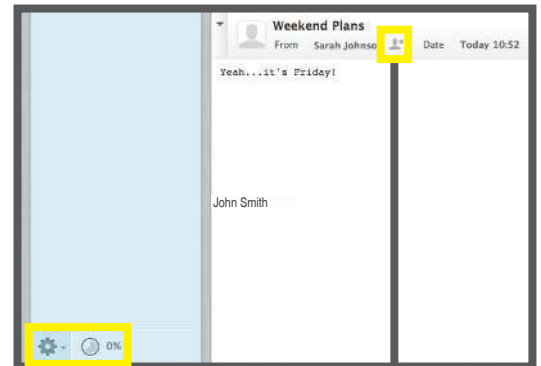 Weekend Plans
From Sarah Johnso Date Today 10:52
Yeah...it's Friday!
John Smith
0%